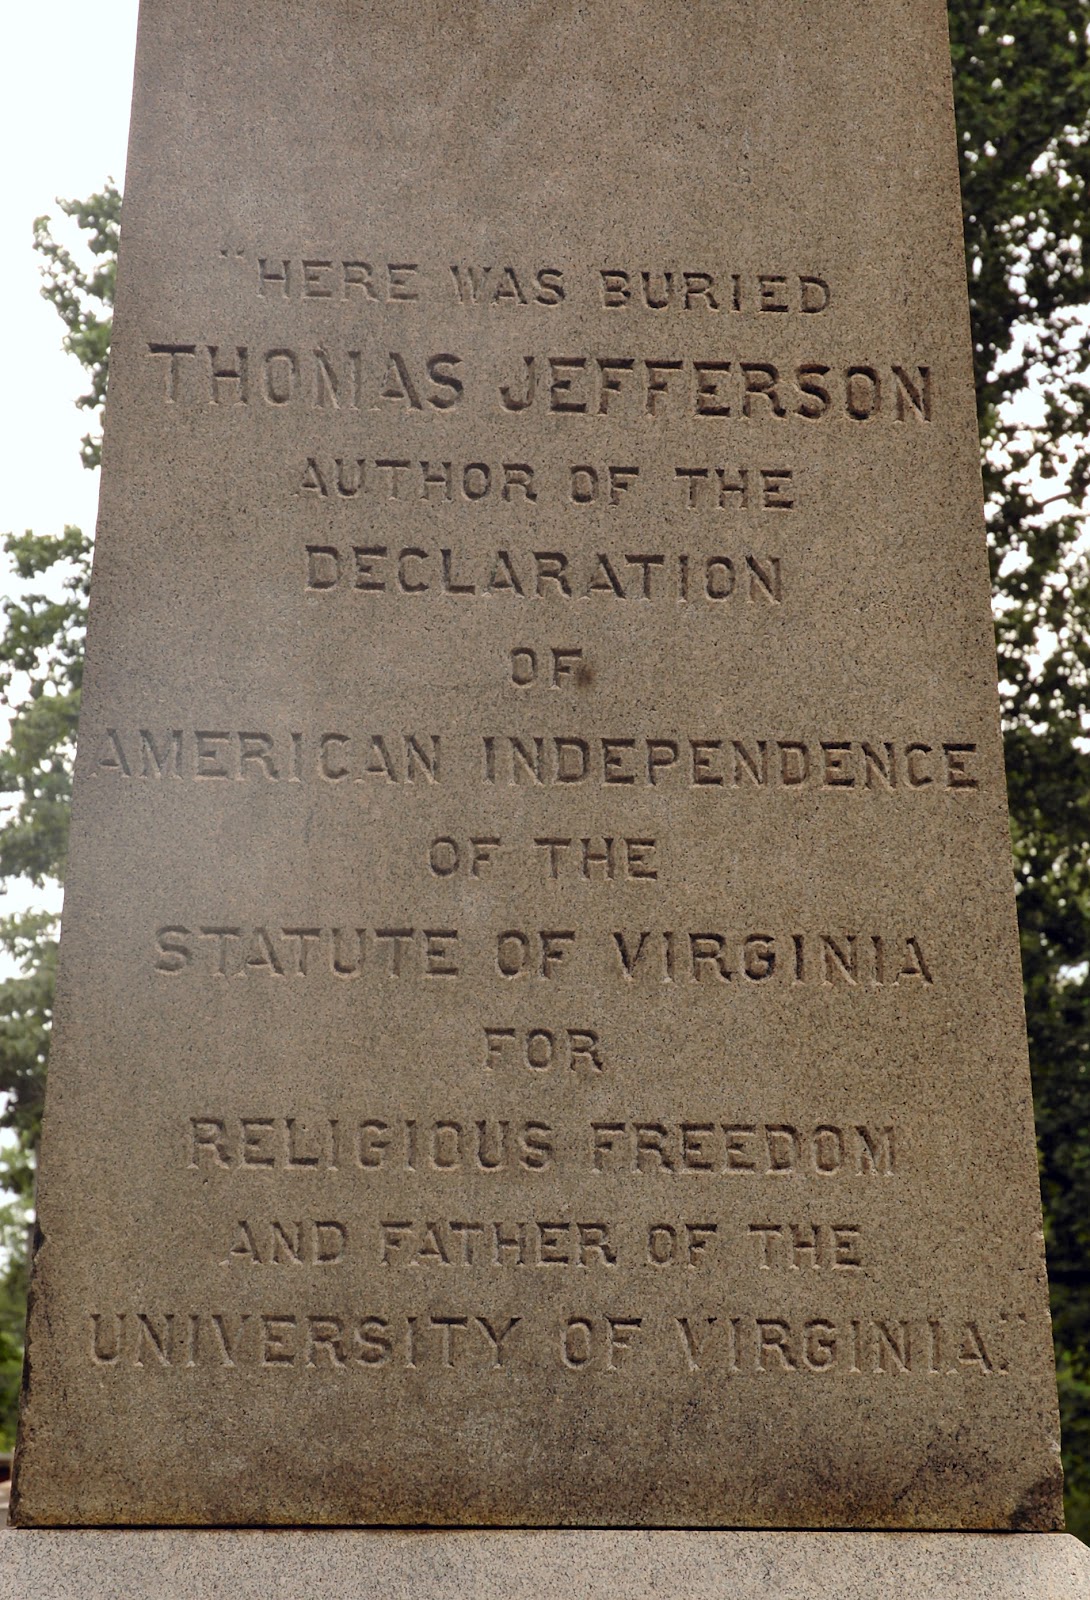 "HERE WAS BURIED
THOMAS JEFFERSON
AUTHOR OF THE
DECLARATION
OF
AMERICAN INDEPENDENCE
OF THE
STATUTE OF VIRGINIA
FOR
RELIGIOUS FREEDOM
AND FATHER OF THE
UNIVERSITY OF VIRGINIA."